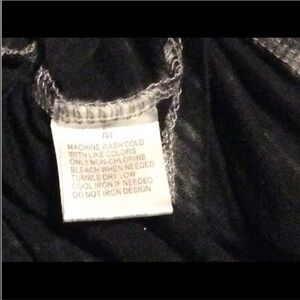 MACHINE WASH COLD
WITH LIKE COLORS
ONLY NON-CHLORINE
BLEACH WHEN NEEDED
TUMBLE DRY LOW
COOL IRON IF NEEDED
DO NOT IRON DESIGN